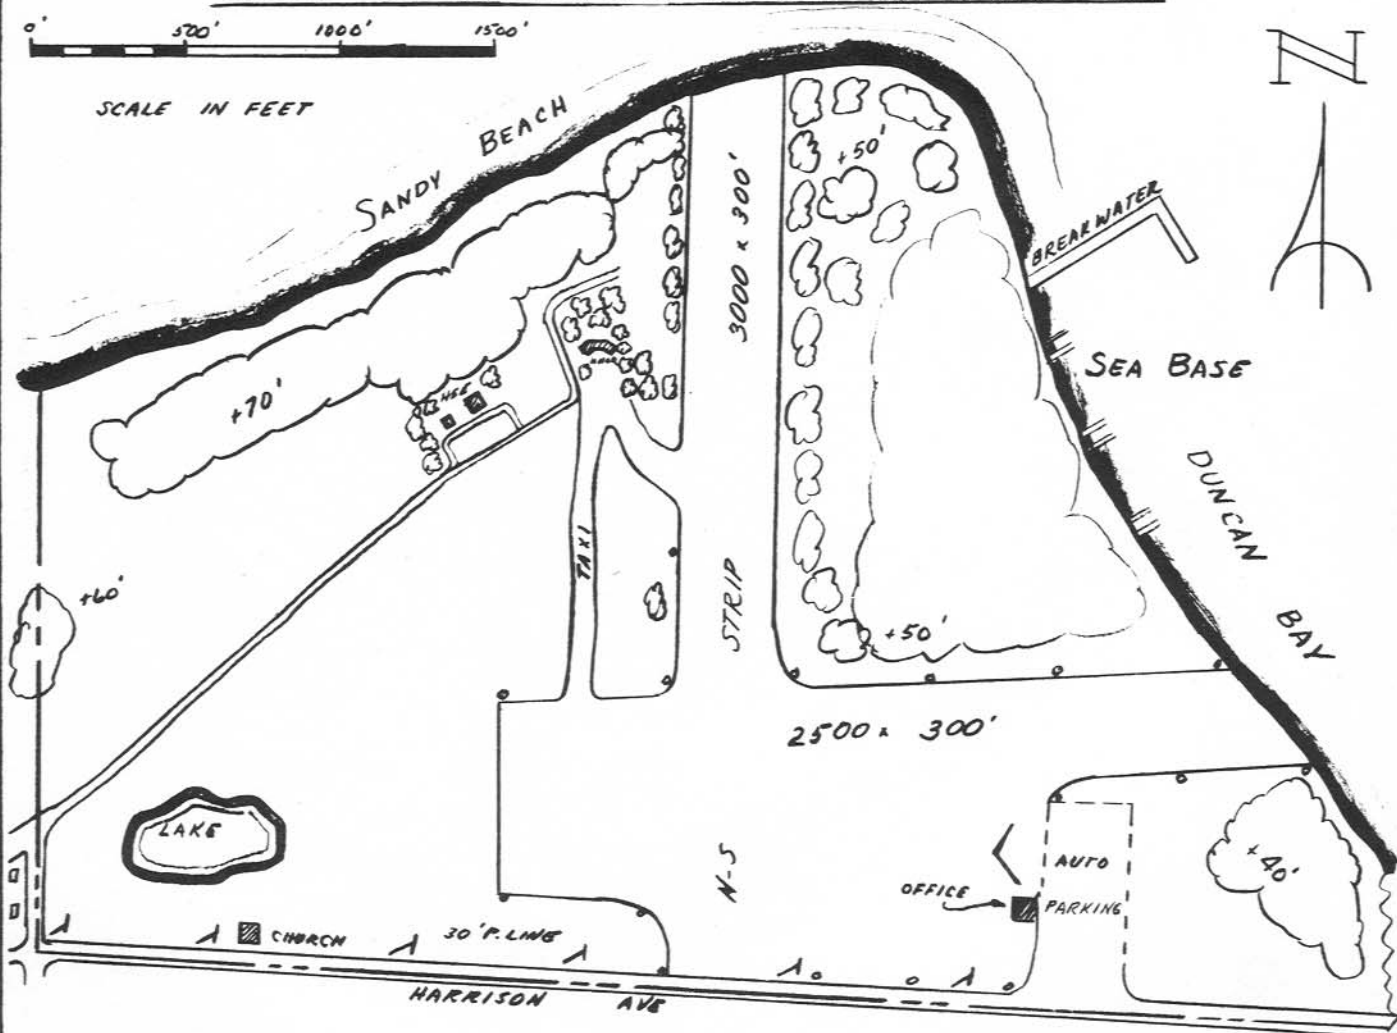 0' 500' 1000' 1500'
SCALE IN FEET
N
SANDY BEACH
+50'
3000 x 300'
BREAKWATER
SEA BASE
+70'
DUNCAN
BAY
TAXI
STRIP
+60'
+50'
2500 x 300'
LAKE
N-S
AUTO
PARKING
OFFICE
+40'
CHURCH
30' P. LINE
HARRISON AVE